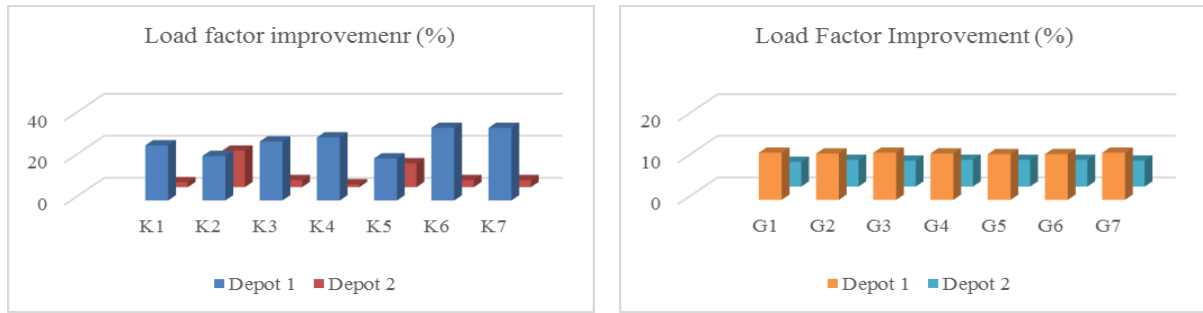 Load factor improvemenr (%)
40
20
0
K1 K2 K3 K4 K5 K6 K7
Depot 1 Depot 2
Load Factor Improvement (%)
20
10
0
G1 G2 G3 G4 G5 G6 G7
Depot 1 Depot 2